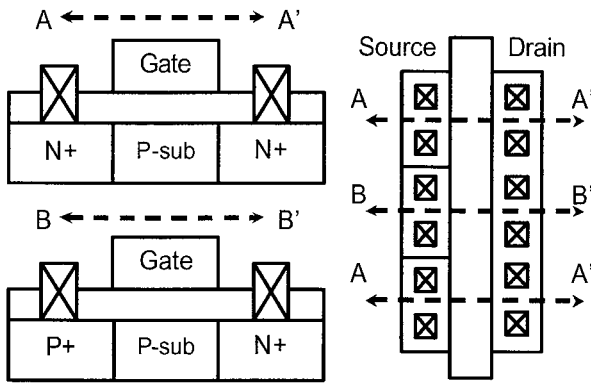 A A'
Gate
N+ P-sub N+
B B'
Gate
P+ P-sub N+
Source Drain
A A'
B B'
A A'